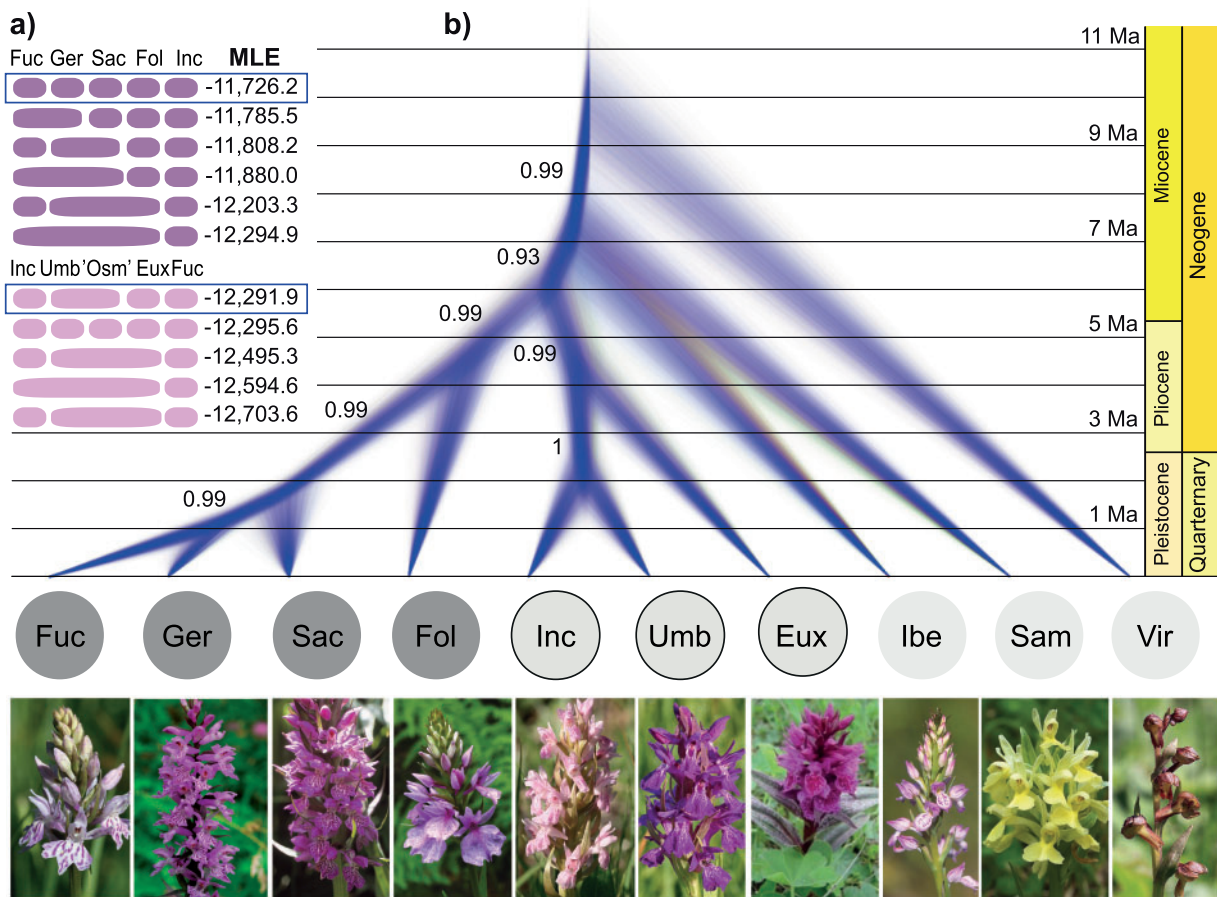 a)
Fuc Ger Sac Fol Inc MLE
-11,726.2
-11,785.5
-11,808.2
-11,880.0
-12,203.3
-12,294.9
Inc Umb 'Osm' Eux Fuc
-12,291.9
-12,295.6
-12,495.3
-12,594.6
-12,703.6
b)
11 Ma
9 Ma
7 Ma
5 Ma
3 Ma
1 Ma
0.99
0.93
0.99
0.99
0.99
1
0.99
Miocene
Pliocene
Pleistocene
Neogene
Quarternary
Fuc Ger Sac Fol Inc Umb Eux Ibe Sam Vir